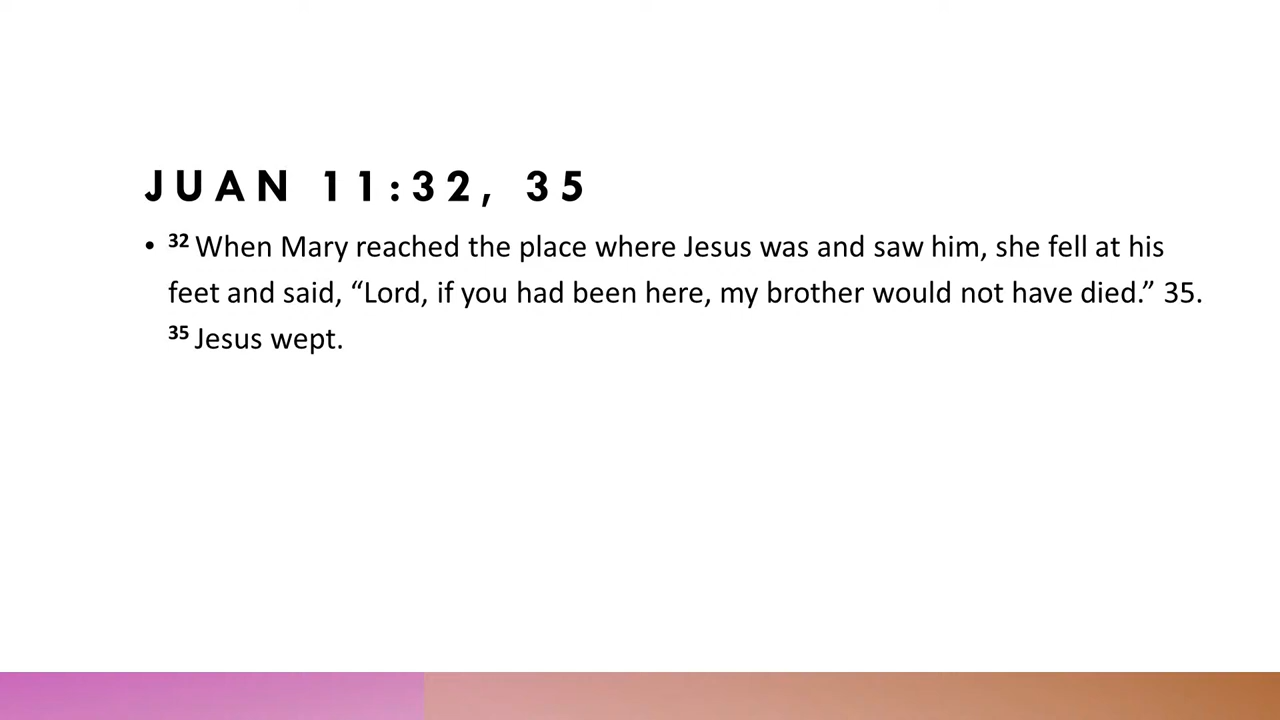 JUAN 11:32, 35
• 32 When Mary reached the place where Jesus was and saw him, she fell at his
feet and said, “Lord, if you had been here, my brother would not have died.” 35.
35 Jesus wept.